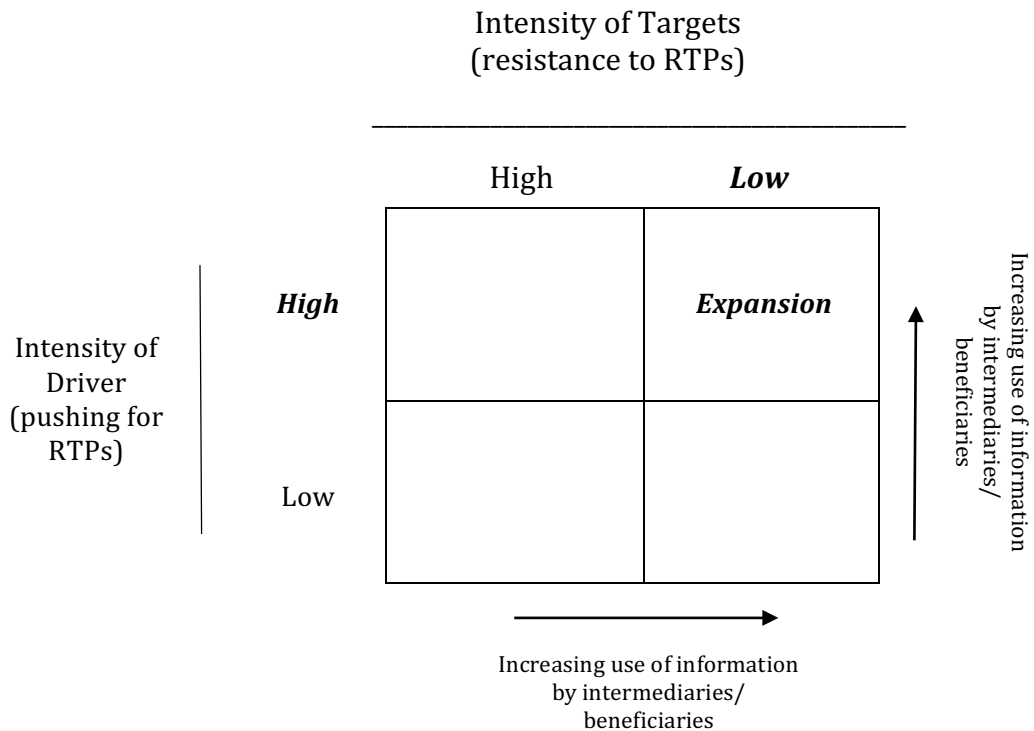 Intensity of Targets
(resistance to RTPs)
High Low
High Expansion
Intensity of
Driver
(pushing for
RTPs)
Low
Increasing use of information
by intermediaries/
beneficiaries
Increasing use of information
by intermediaries/
beneficiaries